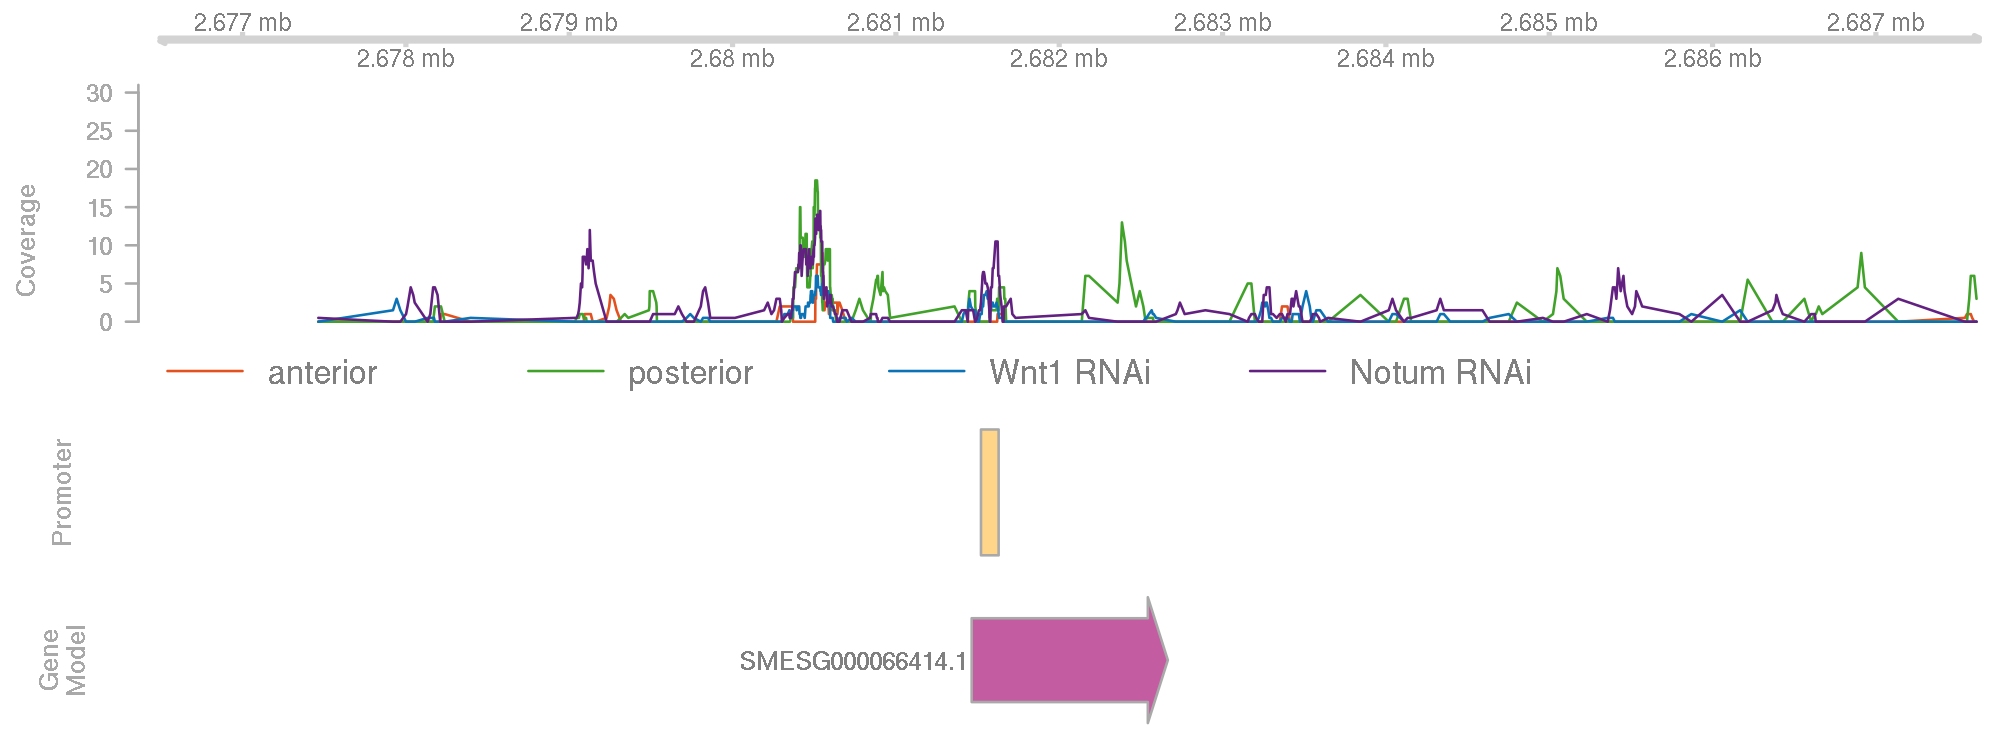 2.677 mb 2.679 mb 2.681 mb 2.683 mb 2.685 mb 2.687 mb
2.678 mb 2.68 mb 2.682 mb 2.684 mb 2.686 mb
Coverage
30
25
20
15
10
5
0
anterior posterior Wnt1 RNAi Notum RNAi
Promoter
Gene
Model
SMESG000066414.1